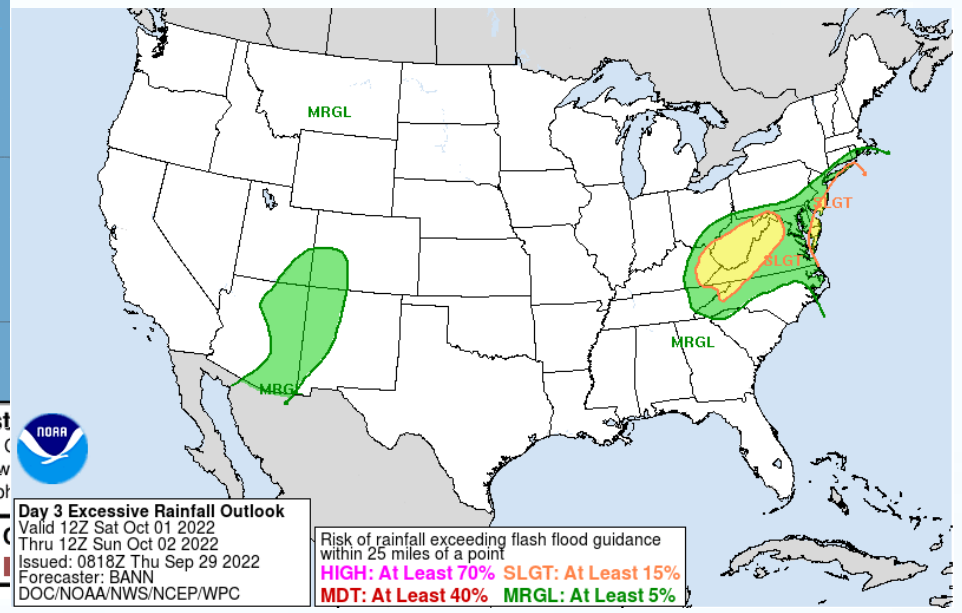 MRGL
SLGT
SLGT
MRGL
MRGL
NOAA
Day 3 Excessive Rainfall Outlook
Valid 12Z Sat Oct 01 2022
Thru 12Z Sun Oct 02 2022
Issued: 0818Z Thu Sep 29 2022
Forecaster: BANN
DOC/NOAA/NWS/NCEP/WPC
Risk of rainfall exceeding flash flood guidance
within 25 miles of a point
HIGH: At Least 70% SLGT: At Least 15%
MDT: At Least 40% MRGL: At Least 5%